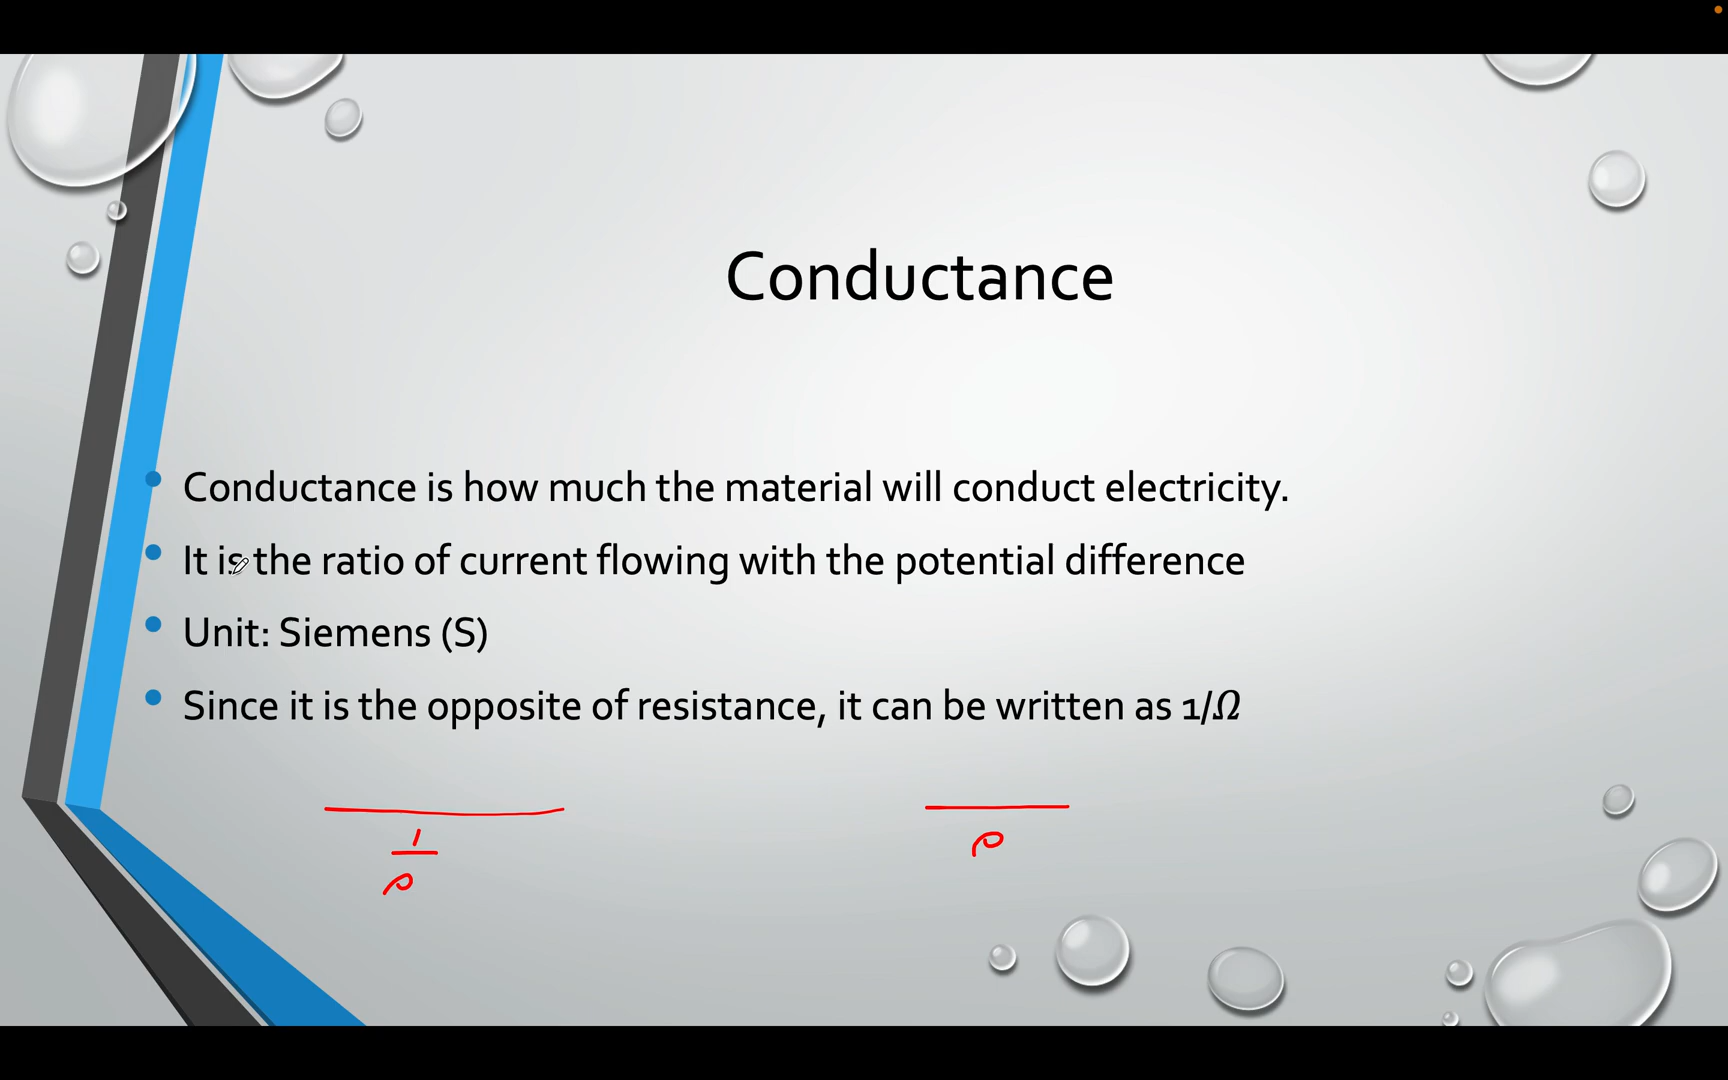 Conductance
• Conductance is how much the material will conduct electricity.
• It is the ratio of current flowing with the potential difference
• Unit: Siemens (S)
• Since it is the opposite of resistance, it can be written as 1/Ω
1
ρ
ρ